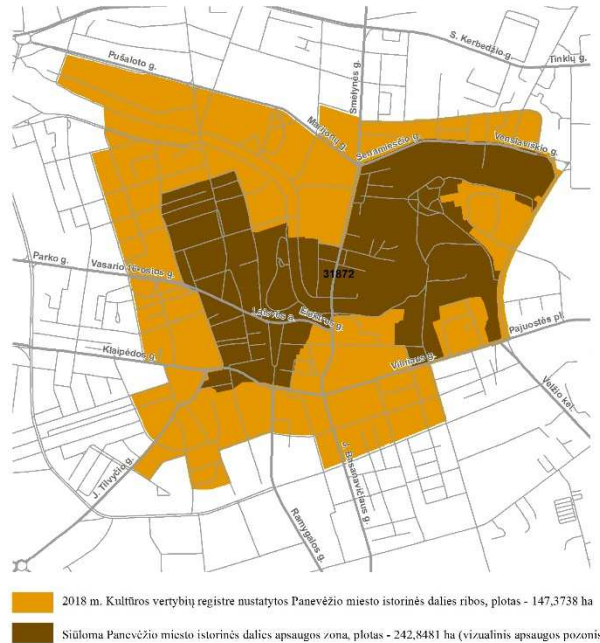 Pušaloto g.
S. Kerbedžio g.
Tinklų g.
Smėlynės g.
Marijonų g.
Senamiesčio g.
Venslaviškio g.
31872
Parko g.
Vasario 16-osios g.
Laisvės a.
Elektros g.
Klaipėdos g.
Vilniaus g.
Pajuostės pl.
Velžio kel.
J. Tilvyčio g.
J. Basanavičiaus g.
Ramygalos g.
2018 m. Kultūros vertybių registre nustatytos Panevėžio miesto istorinės dalies ribos, plotas - 147,3738 ha
Siūloma Panevėžio miesto istorinės dalies apsaugos zona, plotas - 242,8481 ha (vizualinis apsaugos pozonis)